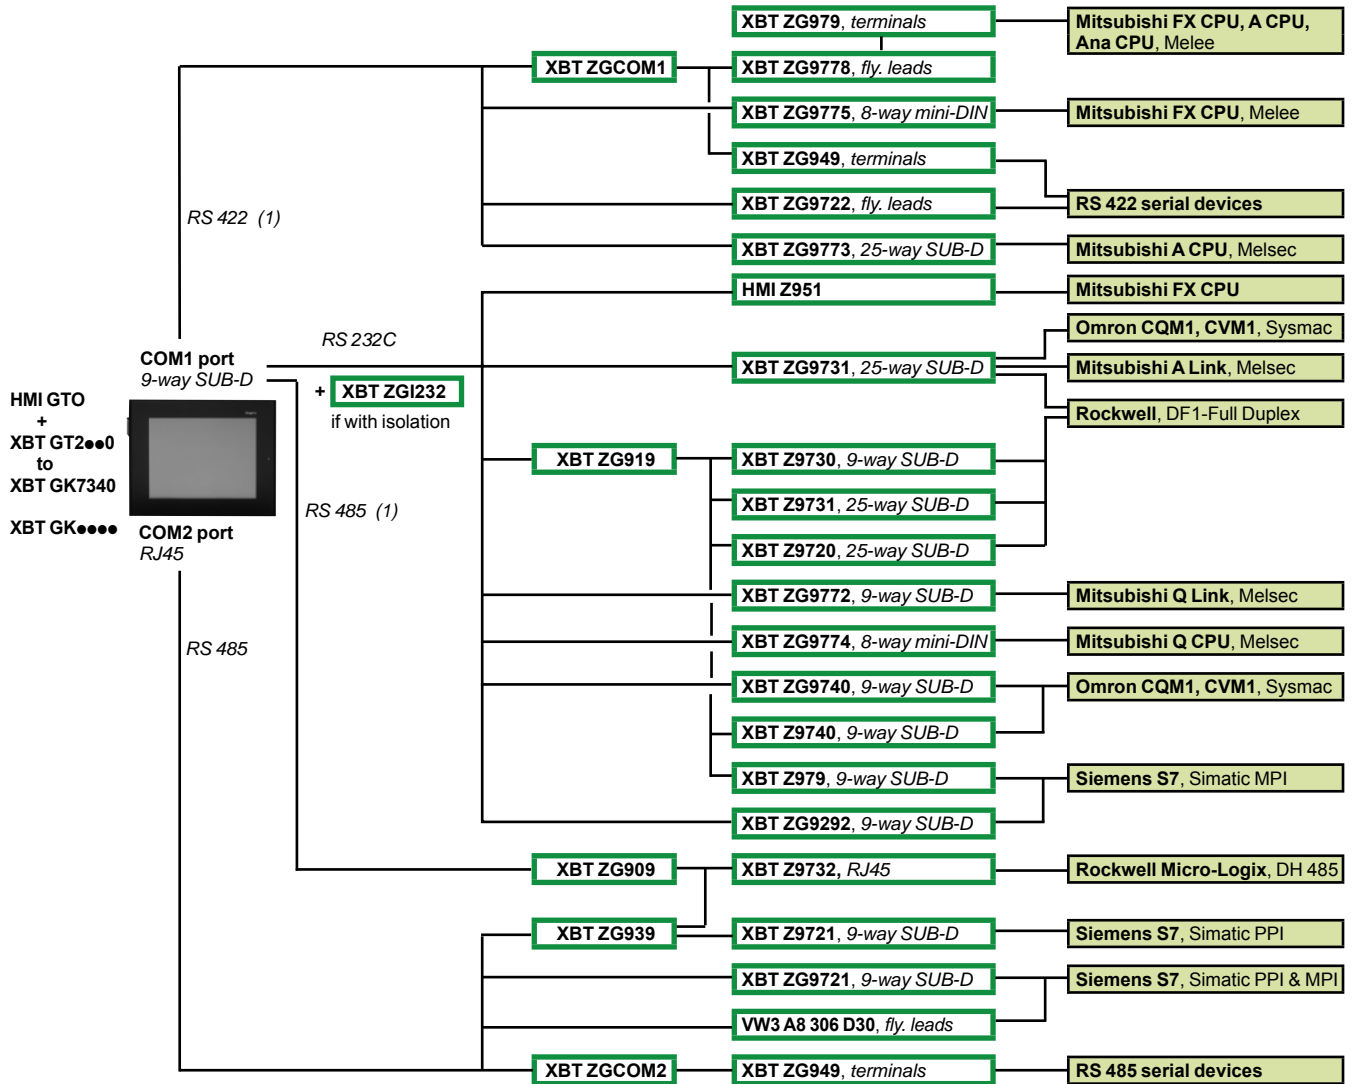 XBT ZG979, terminals
Mitsubishi FX CPU, A CPU,
Ana CPU, Melee
XBT ZGCOM1
XBT ZG9778, fly. leads
XBT ZG9775, 8-way mini-DIN
Mitsubishi FX CPU, Melee
XBT ZG949, terminals
RS 422 (1)
XBT ZG9722, fly. leads
RS 422 serial devices
XBT ZG9773, 25-way SUB-D
Mitsubishi A CPU, Melsec
HMI Z951
Mitsubishi FX CPU
Omron CQM1, CVM1, Sysmac
RS 232C
COM1 port
9-way SUB-D
XBT ZG9731, 25-way SUB-D
Mitsubishi A Link, Melsec
+ XBT ZGI232
if with isolation
Rockwell, DF1-Full Duplex
HMI GTO
+
XBT GT2●●0
to
XBT GK7340
XBT GK●●●●
XBT ZG919
XBT Z9730, 9-way SUB-D
RS 485 (1)
XBT Z9731, 25-way SUB-D
COM2 port
RJ45
XBT Z9720, 25-way SUB-D
XBT ZG9772, 9-way SUB-D
Mitsubishi Q Link, Melsec
RS 485
XBT ZG9774, 8-way mini-DIN
Mitsubishi Q CPU, Melsec
XBT ZG9740, 9-way SUB-D
Omron CQM1, CVM1, Sysmac
XBT Z9740, 9-way SUB-D
XBT Z979, 9-way SUB-D
Siemens S7, Simatic MPI
XBT ZG9292, 9-way SUB-D
XBT ZG909
XBT Z9732, RJ45
Rockwell Micro-Logix, DH 485
XBT ZG939
XBT Z9721, 9-way SUB-D
Siemens S7, Simatic PPI
XBT ZG9721, 9-way SUB-D
Siemens S7, Simatic PPI & MPI
VW3 A8 306 D30, fly. leads
XBT ZGCOM2
XBT ZG949, terminals
RS 485 serial devices